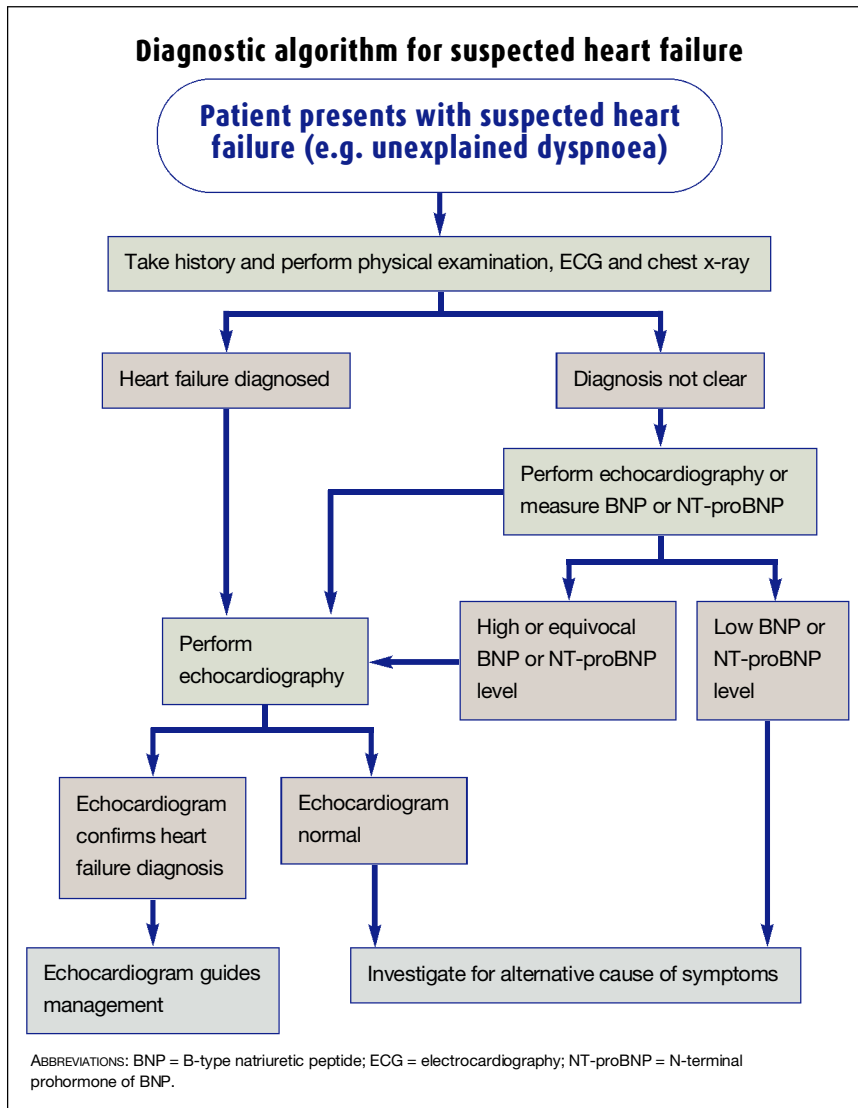 Diagnostic algorithm for suspected heart failure
Patient presents with suspected heart
failure (e.g. unexplained dyspnoea)
Take history and perform physical examination, ECG and chest x-ray
Heart failure diagnosed
Diagnosis not clear
Perform echocardiography or
measure BNP or NT-proBNP
Perform
echocardiography
High or equivocal
BNP or NT-proBNP
level
Low BNP or
NT-proBNP
level
Echocardiogram
confirms heart
failure diagnosis
Echocardiogram
normal
Echocardiogram guides
management
Investigate for alternative cause of symptoms
ABBREVIATIONS: BNP = B-type natriuretic peptide; ECG = electrocardiography; NT-proBNP = N-terminal
prohormone of BNP.